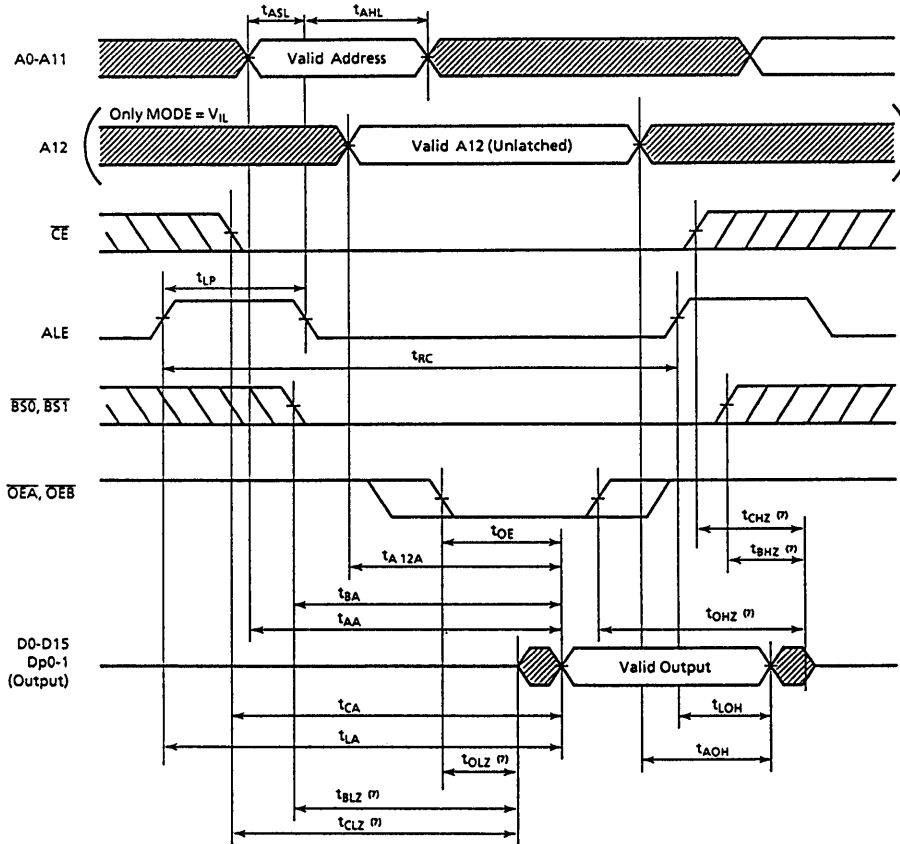 tASL tAHL
A0-A11 Valid Address
Only MODE = VIL
A12 Valid A12 (Unlatched)
CE
tLP
ALE
tRC
BS0, BS1
OEA, OEB
tCHZ (7)
tOE
tBHZ (7)
tA 12A
tBA
tOHZ (7)
tAA
D0-D15
Dp0-1
(Output)
Valid Output
tCA
tLOH
tLA
tAOH
tOLZ (7)
tBLZ (7)
tCLZ (7)